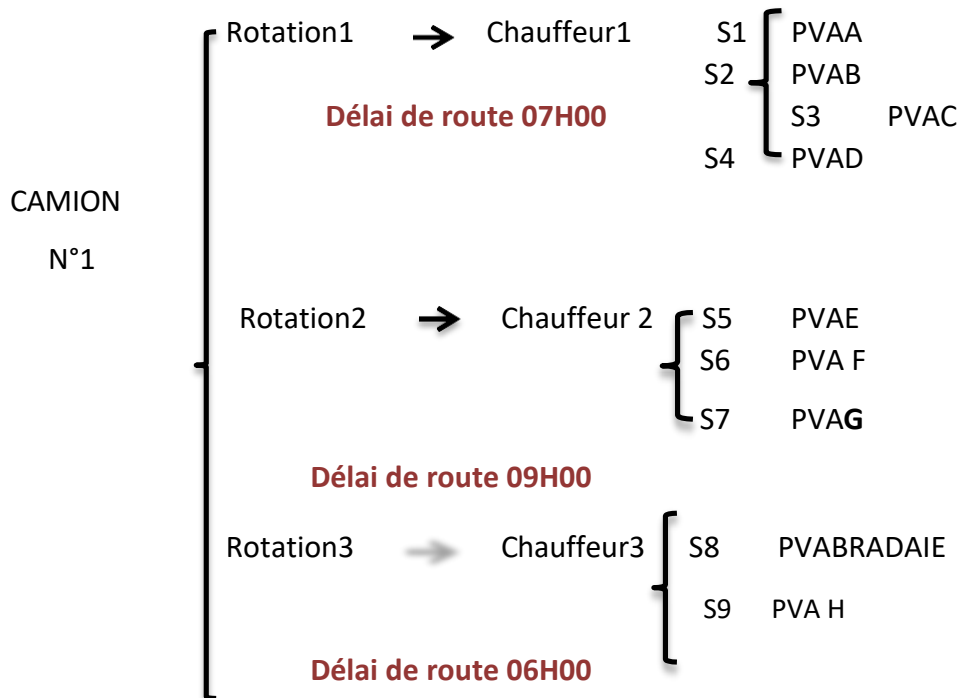 Rotation1 Chauffeur1 S1 PVAA
S2 PVAB
Délai de route 07H00 S3 PVAC
S4 PVAD
CAMION
N°1
Rotation2 Chauffeur 2 S5 PVAE
S6 PVA F
S7 PVAG
Délai de route 09H00
Rotation3 Chauffeur3 S8 PVABRADAIE
S9 PVA H
Délai de route 06H00